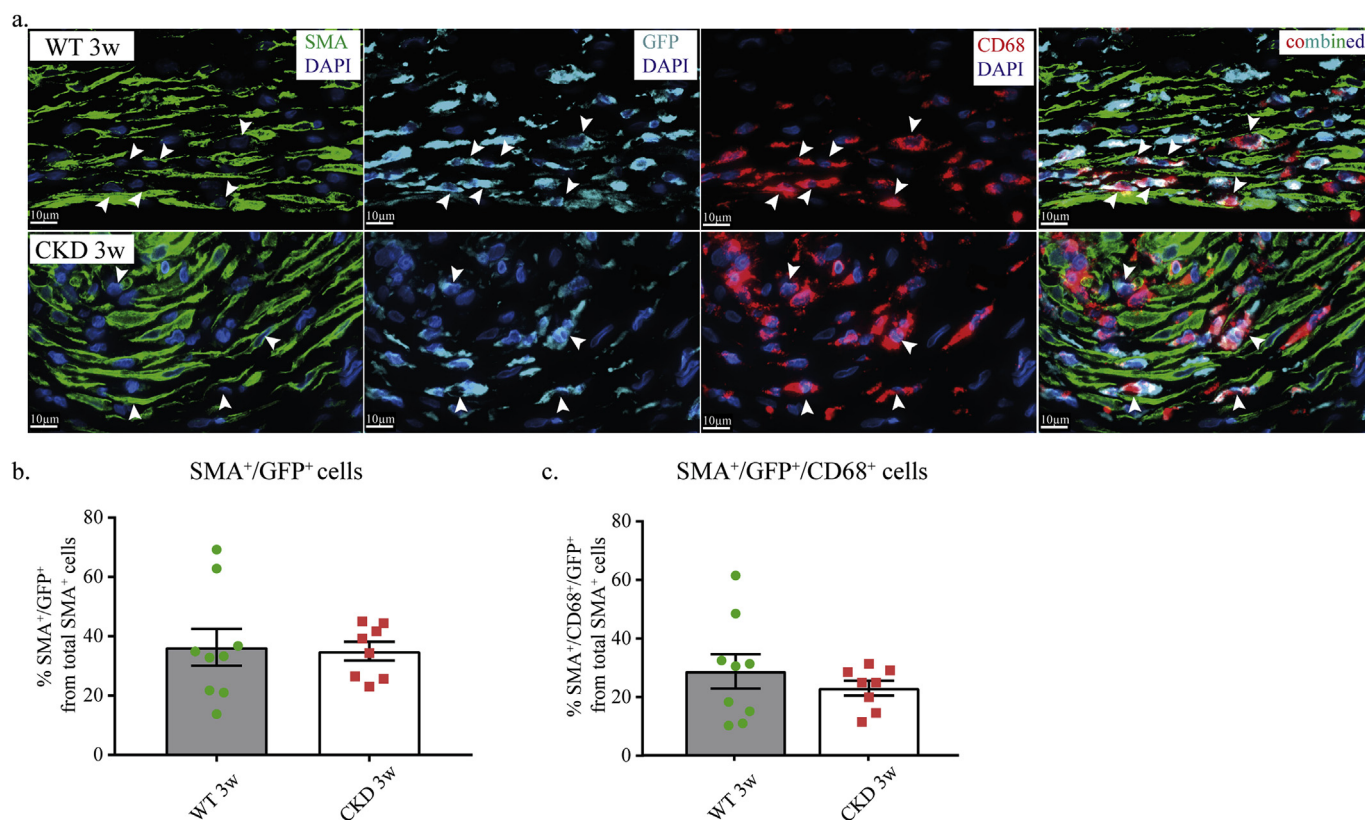 a.
WT 3w
SMA
DAPI
GFP
DAPI
CD68
DAPI
combined
10µm
10µm
10µm
10µm
CKD 3w
10µm
10µm
10µm
10µm
b.
SMA⁺/GFP⁺ cells
% SMA⁺/GFP⁺
from total SMA⁺ cells
80
60
40
20
0
WT 3w
CKD 3w
c.
SMA⁺/GFP⁺/CD68⁺ cells
% SMA⁺/CD68⁺/GFP⁺
from total SMA⁺ cells
80
60
40
20
0
WT 3w
CKD 3w